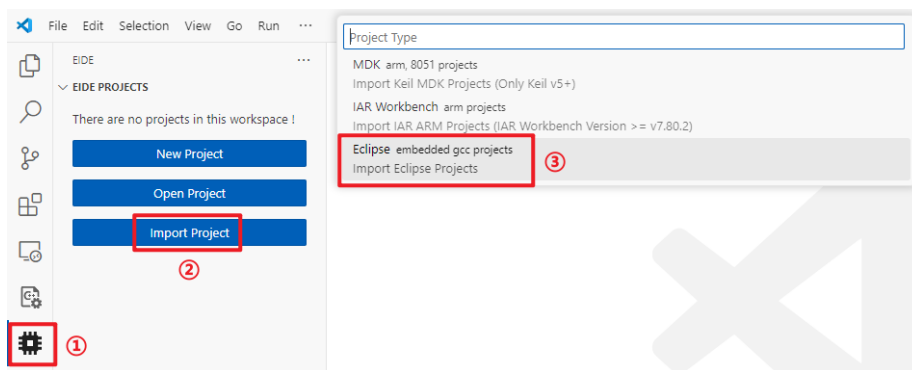 File Edit Selection View Go Run ···
Project Type
EIDE ···
EIDE PROJECTS
There are no projects in this workspace !
New Project
Open Project
Import Project
②
①
MDK arm, 8051 projects
Import Keil MDK Projects (Only Keil v5+)
IAR Workbench arm projects
Import IAR ARM Projects (IAR Workbench Version >= v7.80.2)
Eclipse embedded gcc projects
Import Eclipse Projects
③